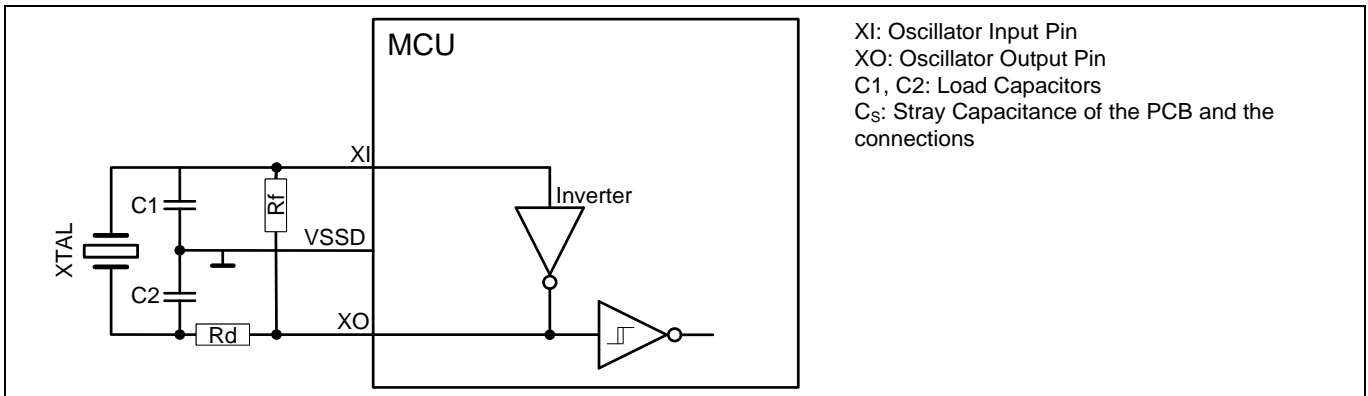 MCU
XI: Oscillator Input Pin
XO: Oscillator Output Pin
C1, C2: Load Capacitors
CS: Stray Capacitance of the PCB and the
connections
XI
Inverter
C1
Rf
VSSD
XTAL
C2
XO
Rd